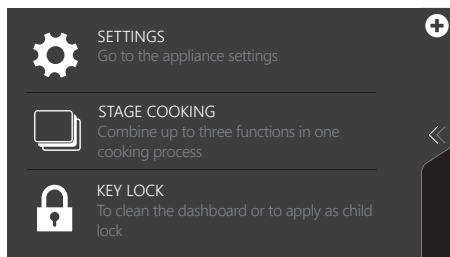 SETTINGS
Go to the appliance settings
STAGE COOKING
Combine up to three functions in one
cooking process
KEY LOCK
To clean the dashboard or to apply as child
lock